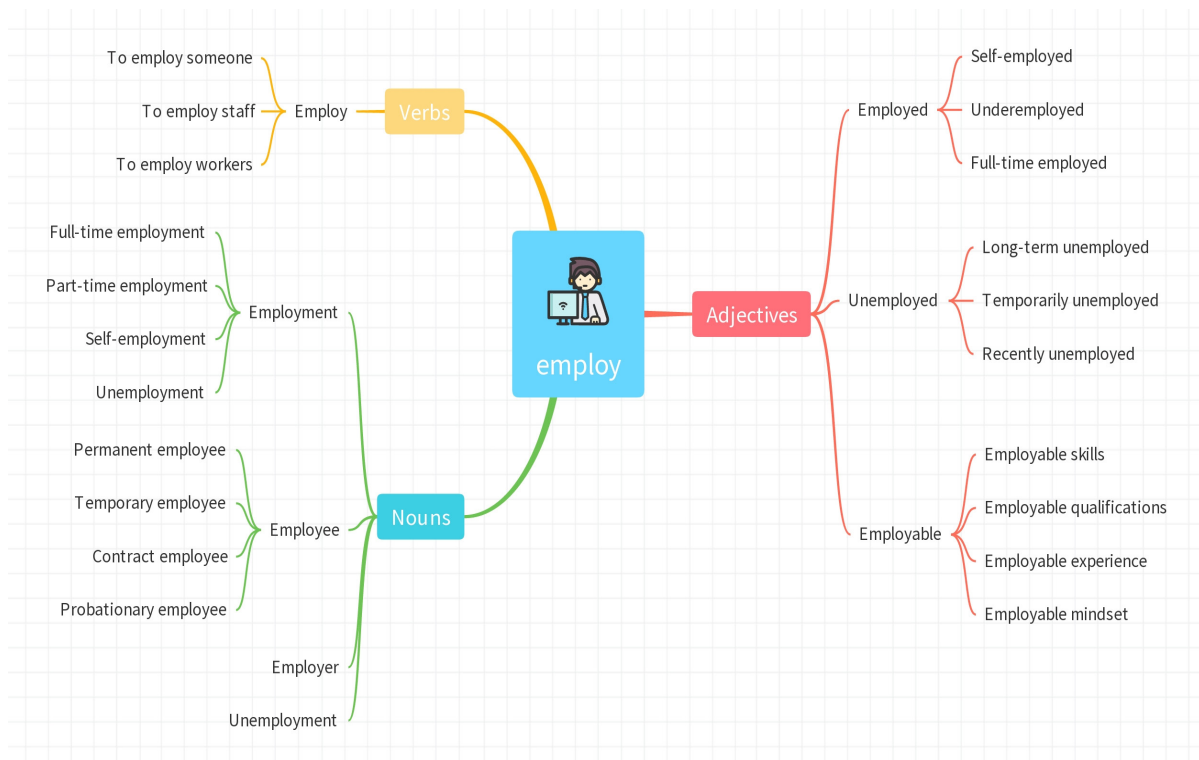 employ
Verbs
Employ
To employ someone
To employ staff
To employ workers
Nouns
Employment
Full-time employment
Part-time employment
Self-employment
Unemployment
Employee
Permanent employee
Temporary employee
Contract employee
Probationary employee
Employer
Unemployment
Adjectives
Employed
Self-employed
Underemployed
Full-time employed
Unemployed
Long-term unemployed
Temporarily unemployed
Recently unemployed
Employable
Employable skills
Employable qualifications
Employable experience
Employable mindset